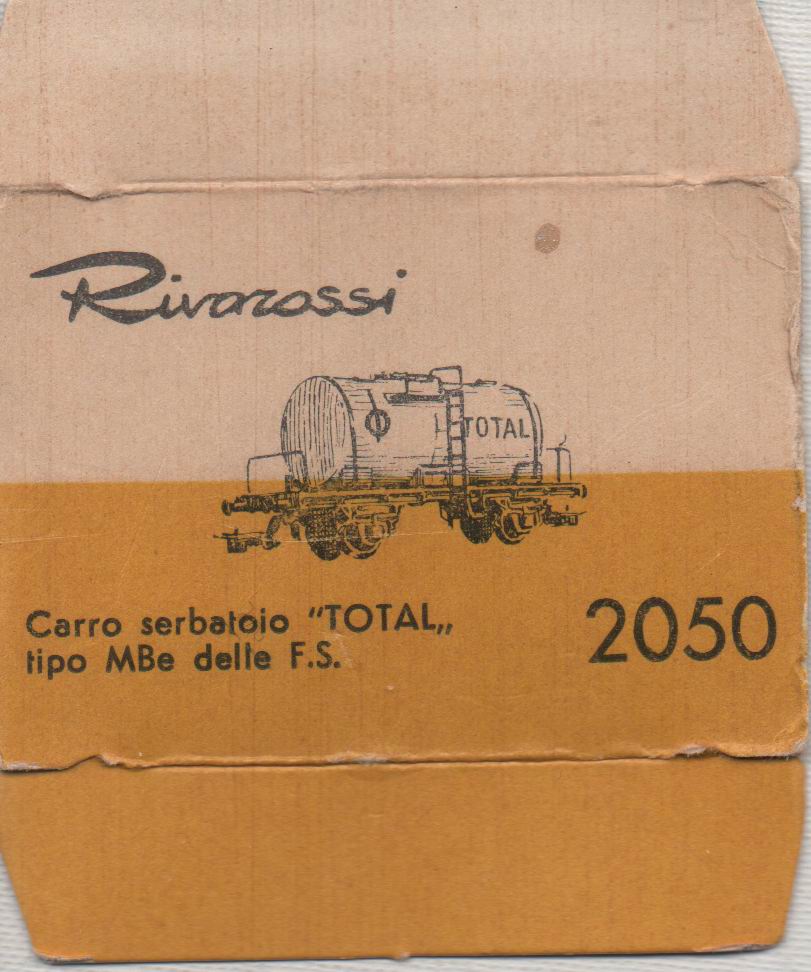 Rivarossi
TOTAL
Carro serbatoio "TOTAL„
tipo MBe delle F.S.
2050